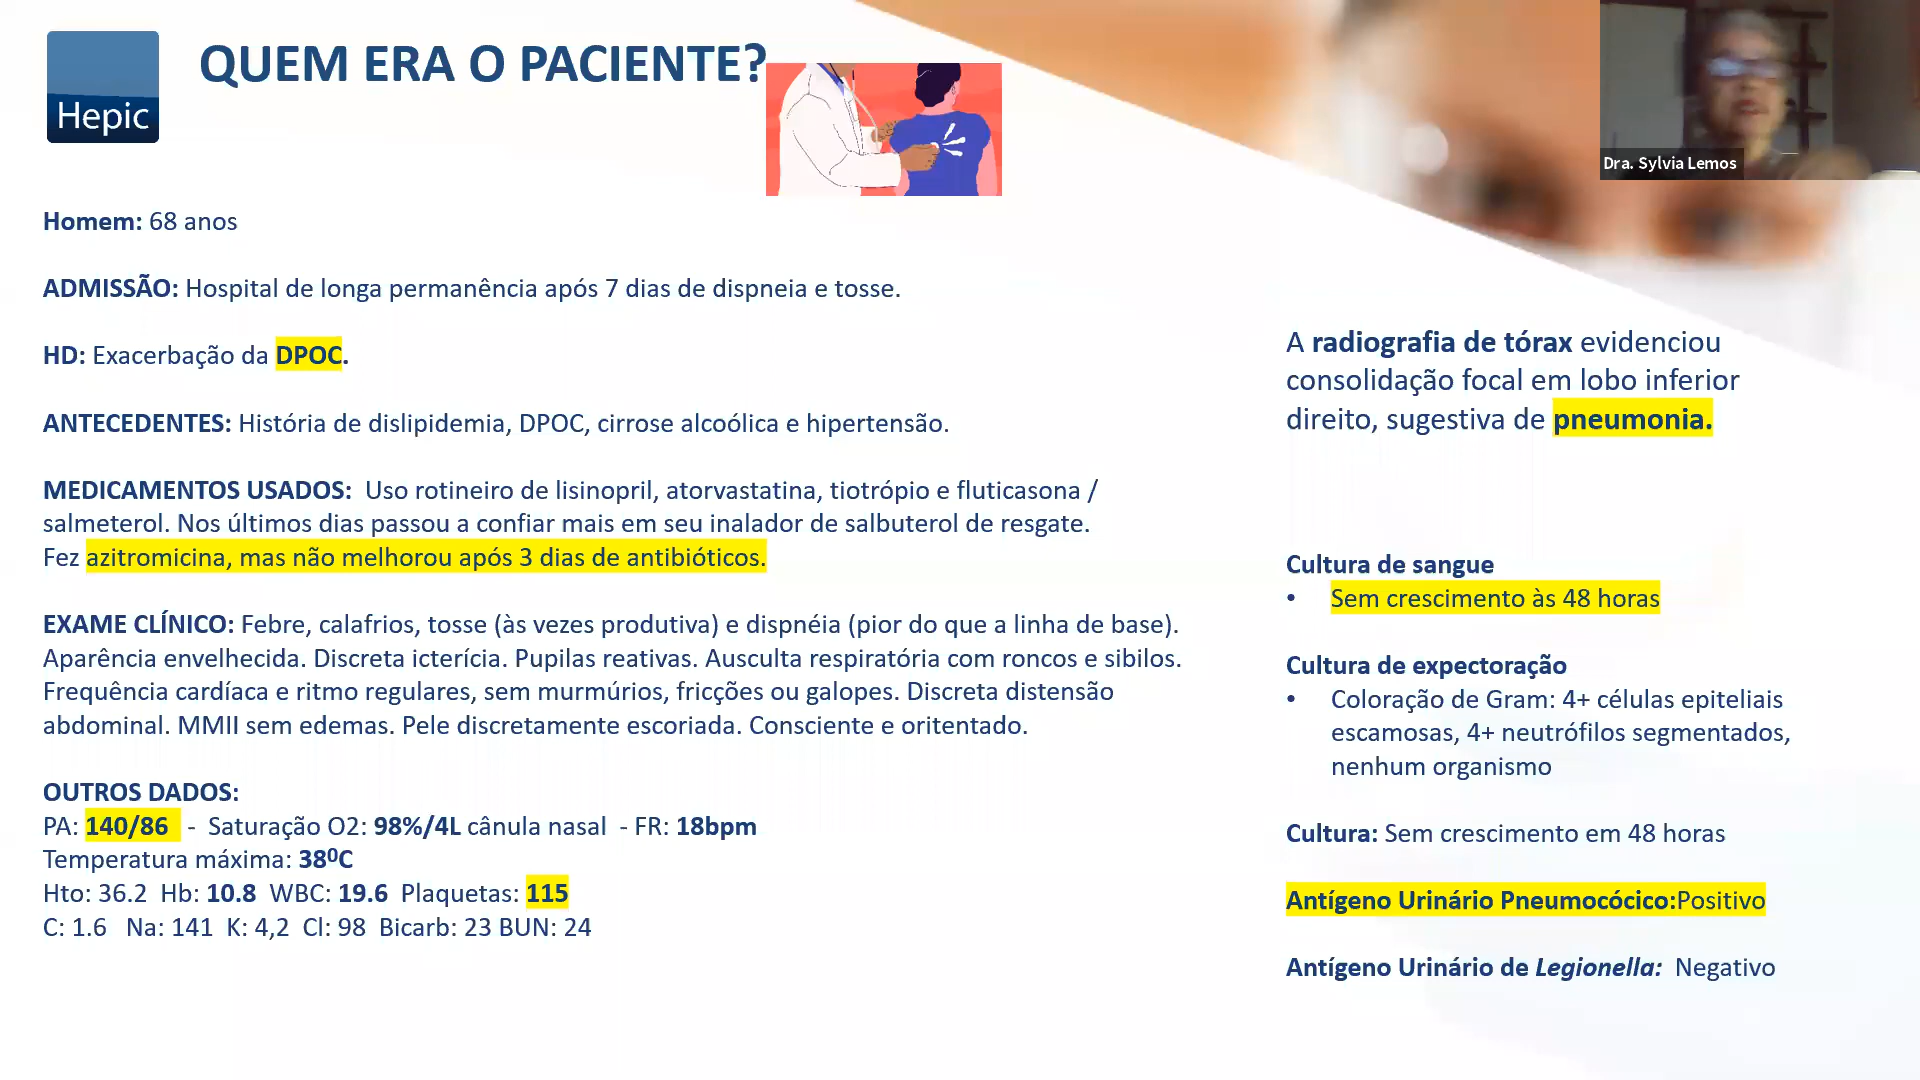 Hepic
QUEM ERA O PACIENTE?
Dra. Sylvia Lemos
Homem: 68 anos
ADMISSÃO: Hospital de longa permanência após 7 dias de dispneia e tosse.
HD: Exacerbação da DPOC.
ANTECEDENTES: História de dislipidemia, DPOC, cirrose alcoólica e hipertensão.
MEDICAMENTOS USADOS: Uso rotineiro de lisinopril, atorvastatina, tiotrópio e fluticasona /
salmeterol. Nos últimos dias passou a confiar mais em seu inalador de salbuterol de resgate.
Fez azitromicina, mas não melhorou após 3 dias de antibióticos.
EXAME CLÍNICO: Febre, calafrios, tosse (às vezes produtiva) e dispnéia (pior do que a linha de base).
Aparência envelhecida. Discreta icterícia. Pupilas reativas. Ausculta respiratória com roncos e sibilos.
Frequência cardíaca e ritmo regulares, sem murmúrios, fricções ou galopes. Discreta distensão
abdominal. MMII sem edemas. Pele discretamente escoriada. Consciente e oritentado.
OUTROS DADOS:
PA: 140/86 - Saturação O2: 98%/4L cânula nasal - FR: 18bpm
Temperatura máxima: 38⁰C
Hto: 36.2 Hb: 10.8 WBC: 19.6 Plaquetas: 115
C: 1.6 Na: 141 K: 4,2 Cl: 98 Bicarb: 23 BUN: 24
A radiografia de tórax evidenciou
consolidação focal em lobo inferior
direito, sugestiva de pneumonia.
Cultura de sangue
• Sem crescimento às 48 horas
Cultura de expectoração
• Coloração de Gram: 4+ células epiteliais
escamosas, 4+ neutrófilos segmentados,
nenhum organismo
Cultura: Sem crescimento em 48 horas
Antígeno Urinário Pneumocócico:Positivo
Antígeno Urinário de Legionella: Negativo